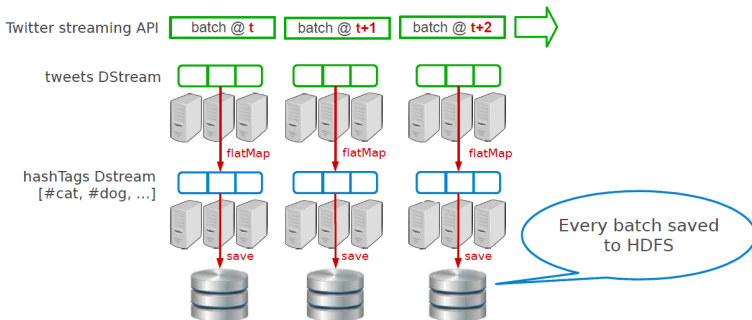 Twitter streaming API
batch @ t
batch @ t+1
batch @ t+2
tweets DStream
flatMap
flatMap
flatMap
hashTags Dstream
[#cat, #dog, …]
save
save
save
Every batch saved
to HDFS